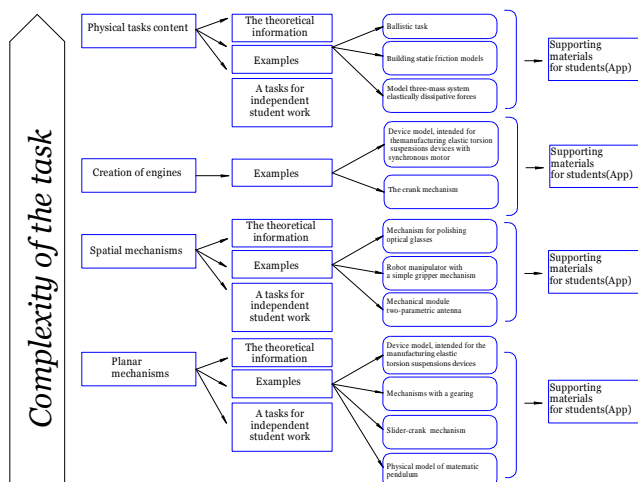 Complexity of the task
Physical tasks content
The theoretical
information
Examples
A tasks for
independent
student work
Ballistic task
Building static friction models
Model three-mass system
elastically dissipative forces
Supporting
materials
for students(App)
Creation of engines
Examples
Device model, intended for
themanufacturing elastic torsion
suspensions devices with
synchronous motor
The crank mechanism
Supporting
materials
for students(App)
Spatial mechanisms
The theoretical
information
Examples
A tasks for
independent
student work
Mechanism for polishing
optical glasses
Robot manipulator with
a simple gripper mechanism
Mechanical module
two-parametric antenna
Supporting
materials
for students(App)
Planar
mechanisms
The theoretical
information
Examples
A tasks for
independent
student work
Device model, intended for the
manufacturing elastic
torsion suspensions devices
Mechanisms with a gearing
Slider-crank mechanism
Physical model of matematic
pendulum
Supporting
materials
for students(App)